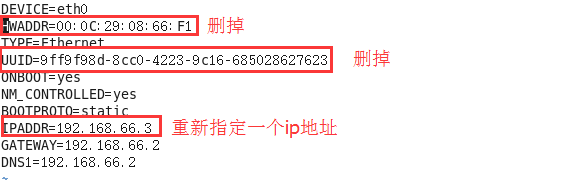 DEVICE=eth0
HWADDR=00:0C:29:08:66:F1 删掉
TYPE=Ethernet
UUID=9ff9f98d-8cc0-4223-9c16-685028627623 删掉
ONBOOT=yes
NM_CONTROLLED=yes
BOOTPROTO=static
IPADDR=192.168.66.3 重新指定一个ip地址
GATEWAY=192.168.66.2
DNS1=192.168.66.2
~